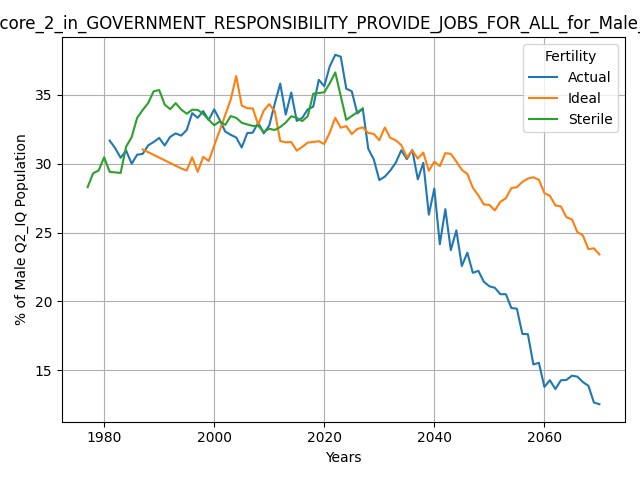 core_2_in_GOVERNMENT_RESPONSIBILITY_PROVIDE_JOBS_FOR_ALL_for_Male_
Fertility
Actual
Ideal
Sterile
% of Male Q2_IQ Population
35
30
25
20
15
1980
2000
2020
2040
2060
Years